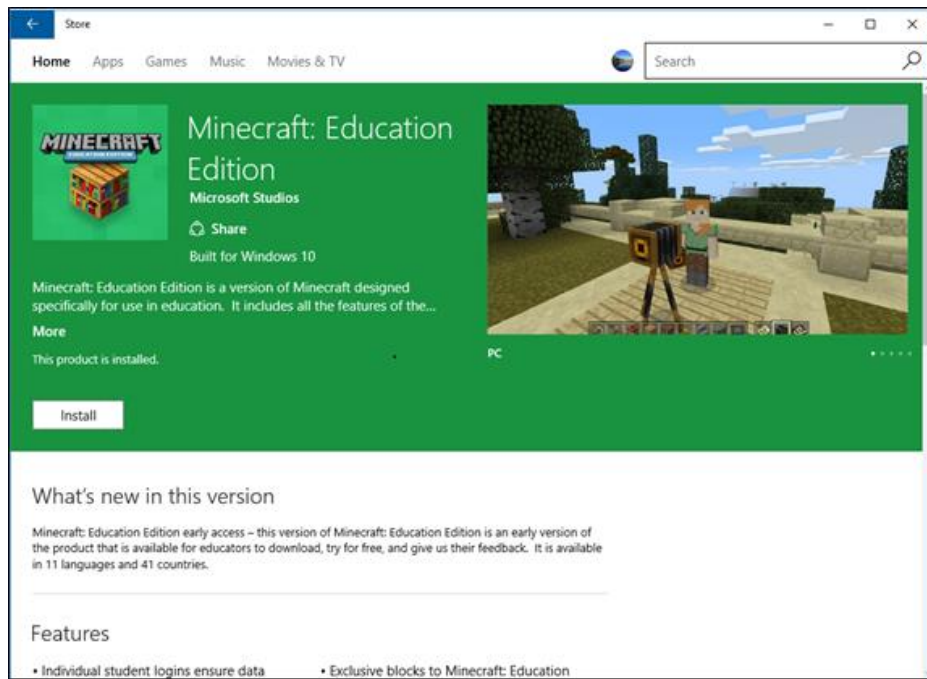 Store
Home Apps Games Music Movies & TV
Search
MINECRAFT
EDUCATION EDITION
Minecraft: Education
Edition
Microsoft Studios
Share
Built for Windows 10
Minecraft: Education Edition is a version of Minecraft designed
specifically for use in education. It includes all the features of the...
More
This product is installed.
PC
Install
What's new in this version
Minecraft: Education Edition early access – this version of Minecraft: Education Edition is an early version of
the product that is available for educators to download, try for free, and give us their feedback. It is available
in 11 languages and 41 countries.
Features
• Individual student logins ensure data
• Exclusive blocks to Minecraft: Education